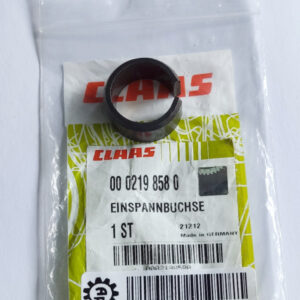 CLAAS
CLAAS
00 0219 858 0
EINSPANNBUCHSE
1 ST
21212
Made in GERMANY